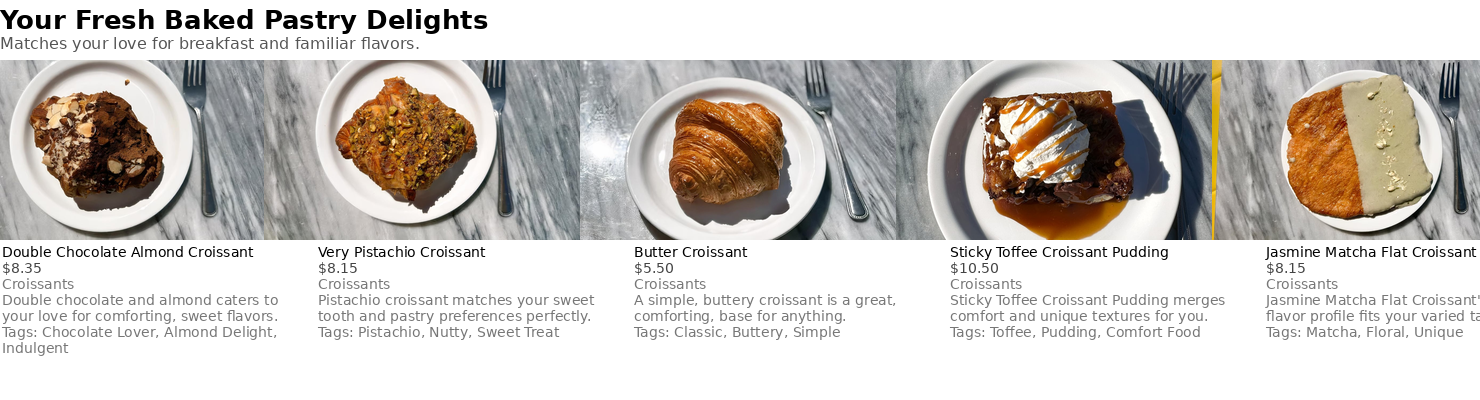 Your Fresh Baked Pastry Delights
Matches your love for breakfast and familiar flavors.
Double Chocolate Almond Croissant
$8.35
Croissants
Double chocolate and almond caters to
your love for comforting, sweet flavors.
Tags: Chocolate Lover, Almond Delight,
Indulgent
Very Pistachio Croissant
$8.15
Croissants
Pistachio croissant matches your sweet
tooth and pastry preferences perfectly.
Tags: Pistachio, Nutty, Sweet Treat
Butter Croissant
$5.50
Croissants
A simple, buttery croissant is a great,
comforting, base for anything.
Tags: Classic, Buttery, Simple
Sticky Toffee Croissant Pudding
$10.50
Croissants
Sticky Toffee Croissant Pudding merges
comfort and unique textures for you.
Tags: Toffee, Pudding, Comfort Food
Jasmine Matcha Flat Croissant
$8.15
Croissants
Jasmine Matcha Flat Croissant'
flavor profile fits your varied
Tags: Matcha, Floral, Unique